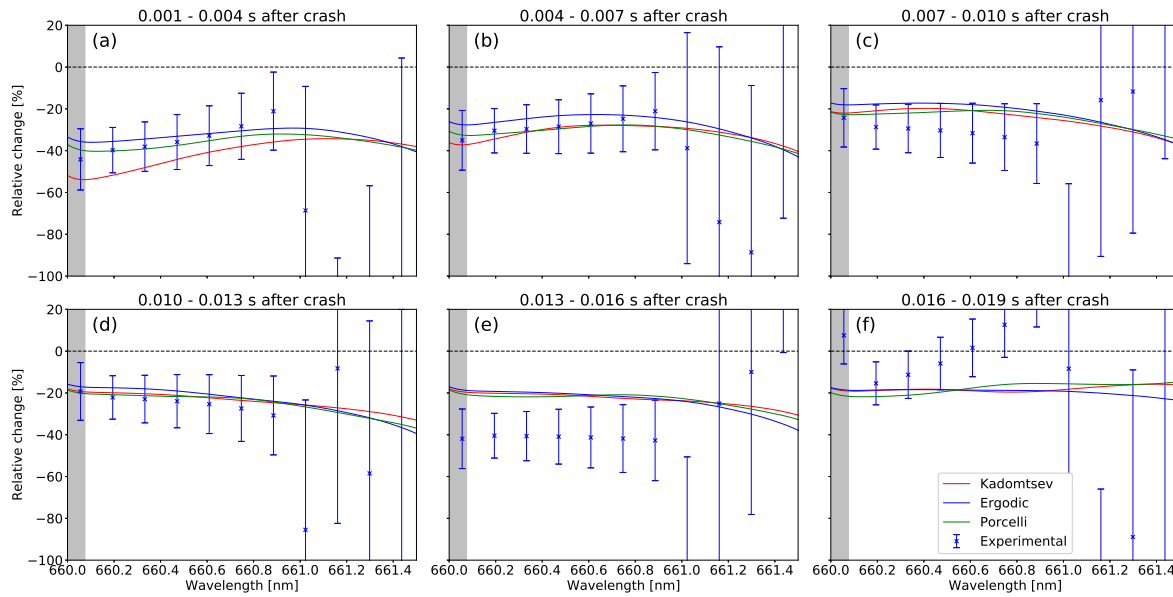 0.001 - 0.004 s after crash
0.004 - 0.007 s after crash
0.007 - 0.010 s after crash
(a)
(b)
(c)
20
0
−20
−40
−60
−80
−100
Relative change [%]
0.010 - 0.013 s after crash
0.013 - 0.016 s after crash
0.016 - 0.019 s after crash
(d)
(e)
(f)
20
0
−20
−40
−60
−80
−100
Relative change [%]
Kadomtsev
Ergodic
Porcelli
Experimental
660.0 660.2 660.4 660.6 660.8 661.0 661.2 661.4
660.0 660.2 660.4 660.6 660.8 661.0 661.2 661.4
660.0 660.2 660.4 660.6 660.8 661.0 661.2 661.4
Wavelength [nm]
Wavelength [nm]
Wavelength [nm]